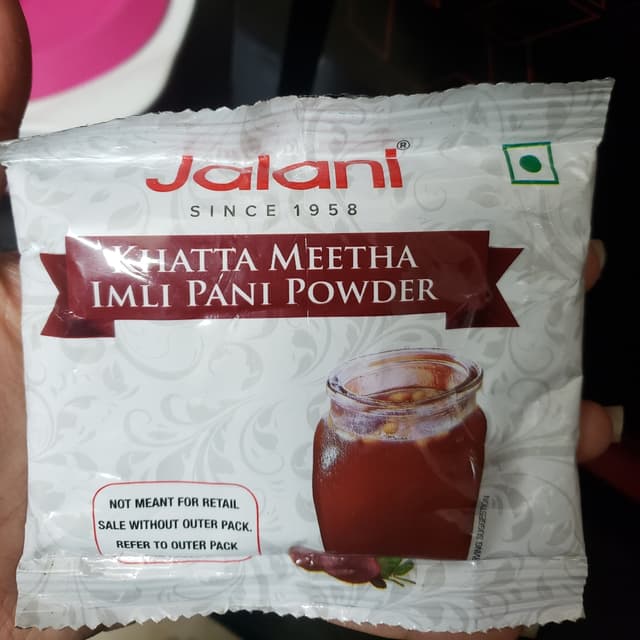 Jalani®
SINCE 1958
KHATTA MEETHA
IMLI PANI POWDER
NOT MEANT FOR RETAIL
SALE WITHOUT OUTER PACK.
REFER TO OUTER PACK
SUGGESTION